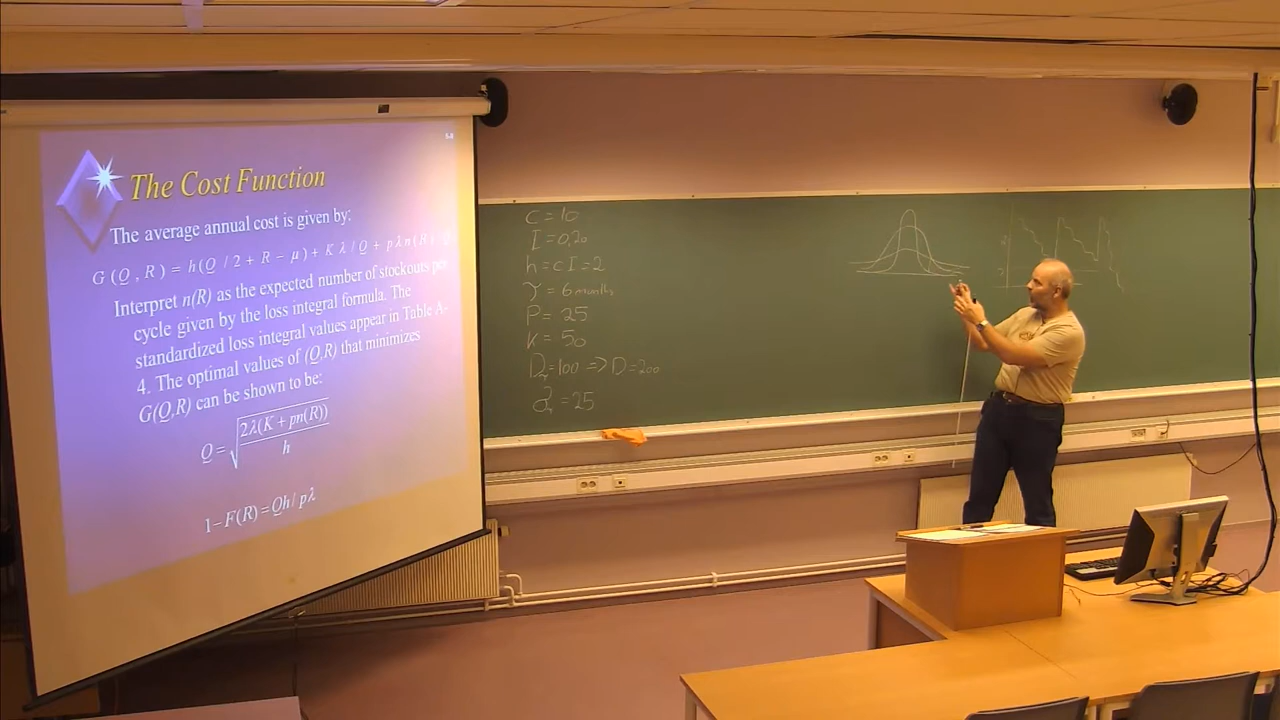 The Cost Function
The average annual cost is given by:
G (Q , R) = h(Q / 2 + R − μ) + K λ / Q + p λ n(R) / Q
Interpret n(R) as the expected number of stockouts per
cycle given by the loss integral formula. The
standardized loss integral values appear in Table A-
4. The optimal values of (Q,R) that minimizes
G(Q,R) can be shown to be:
Q = √2λ(K + pn(R)) / h
1 − F(R) = Qh / pλ
C = 10
I = 0,20
h = cI = 2
γ = 6 months
P = 25
K = 50
=100 => D=200
= 25